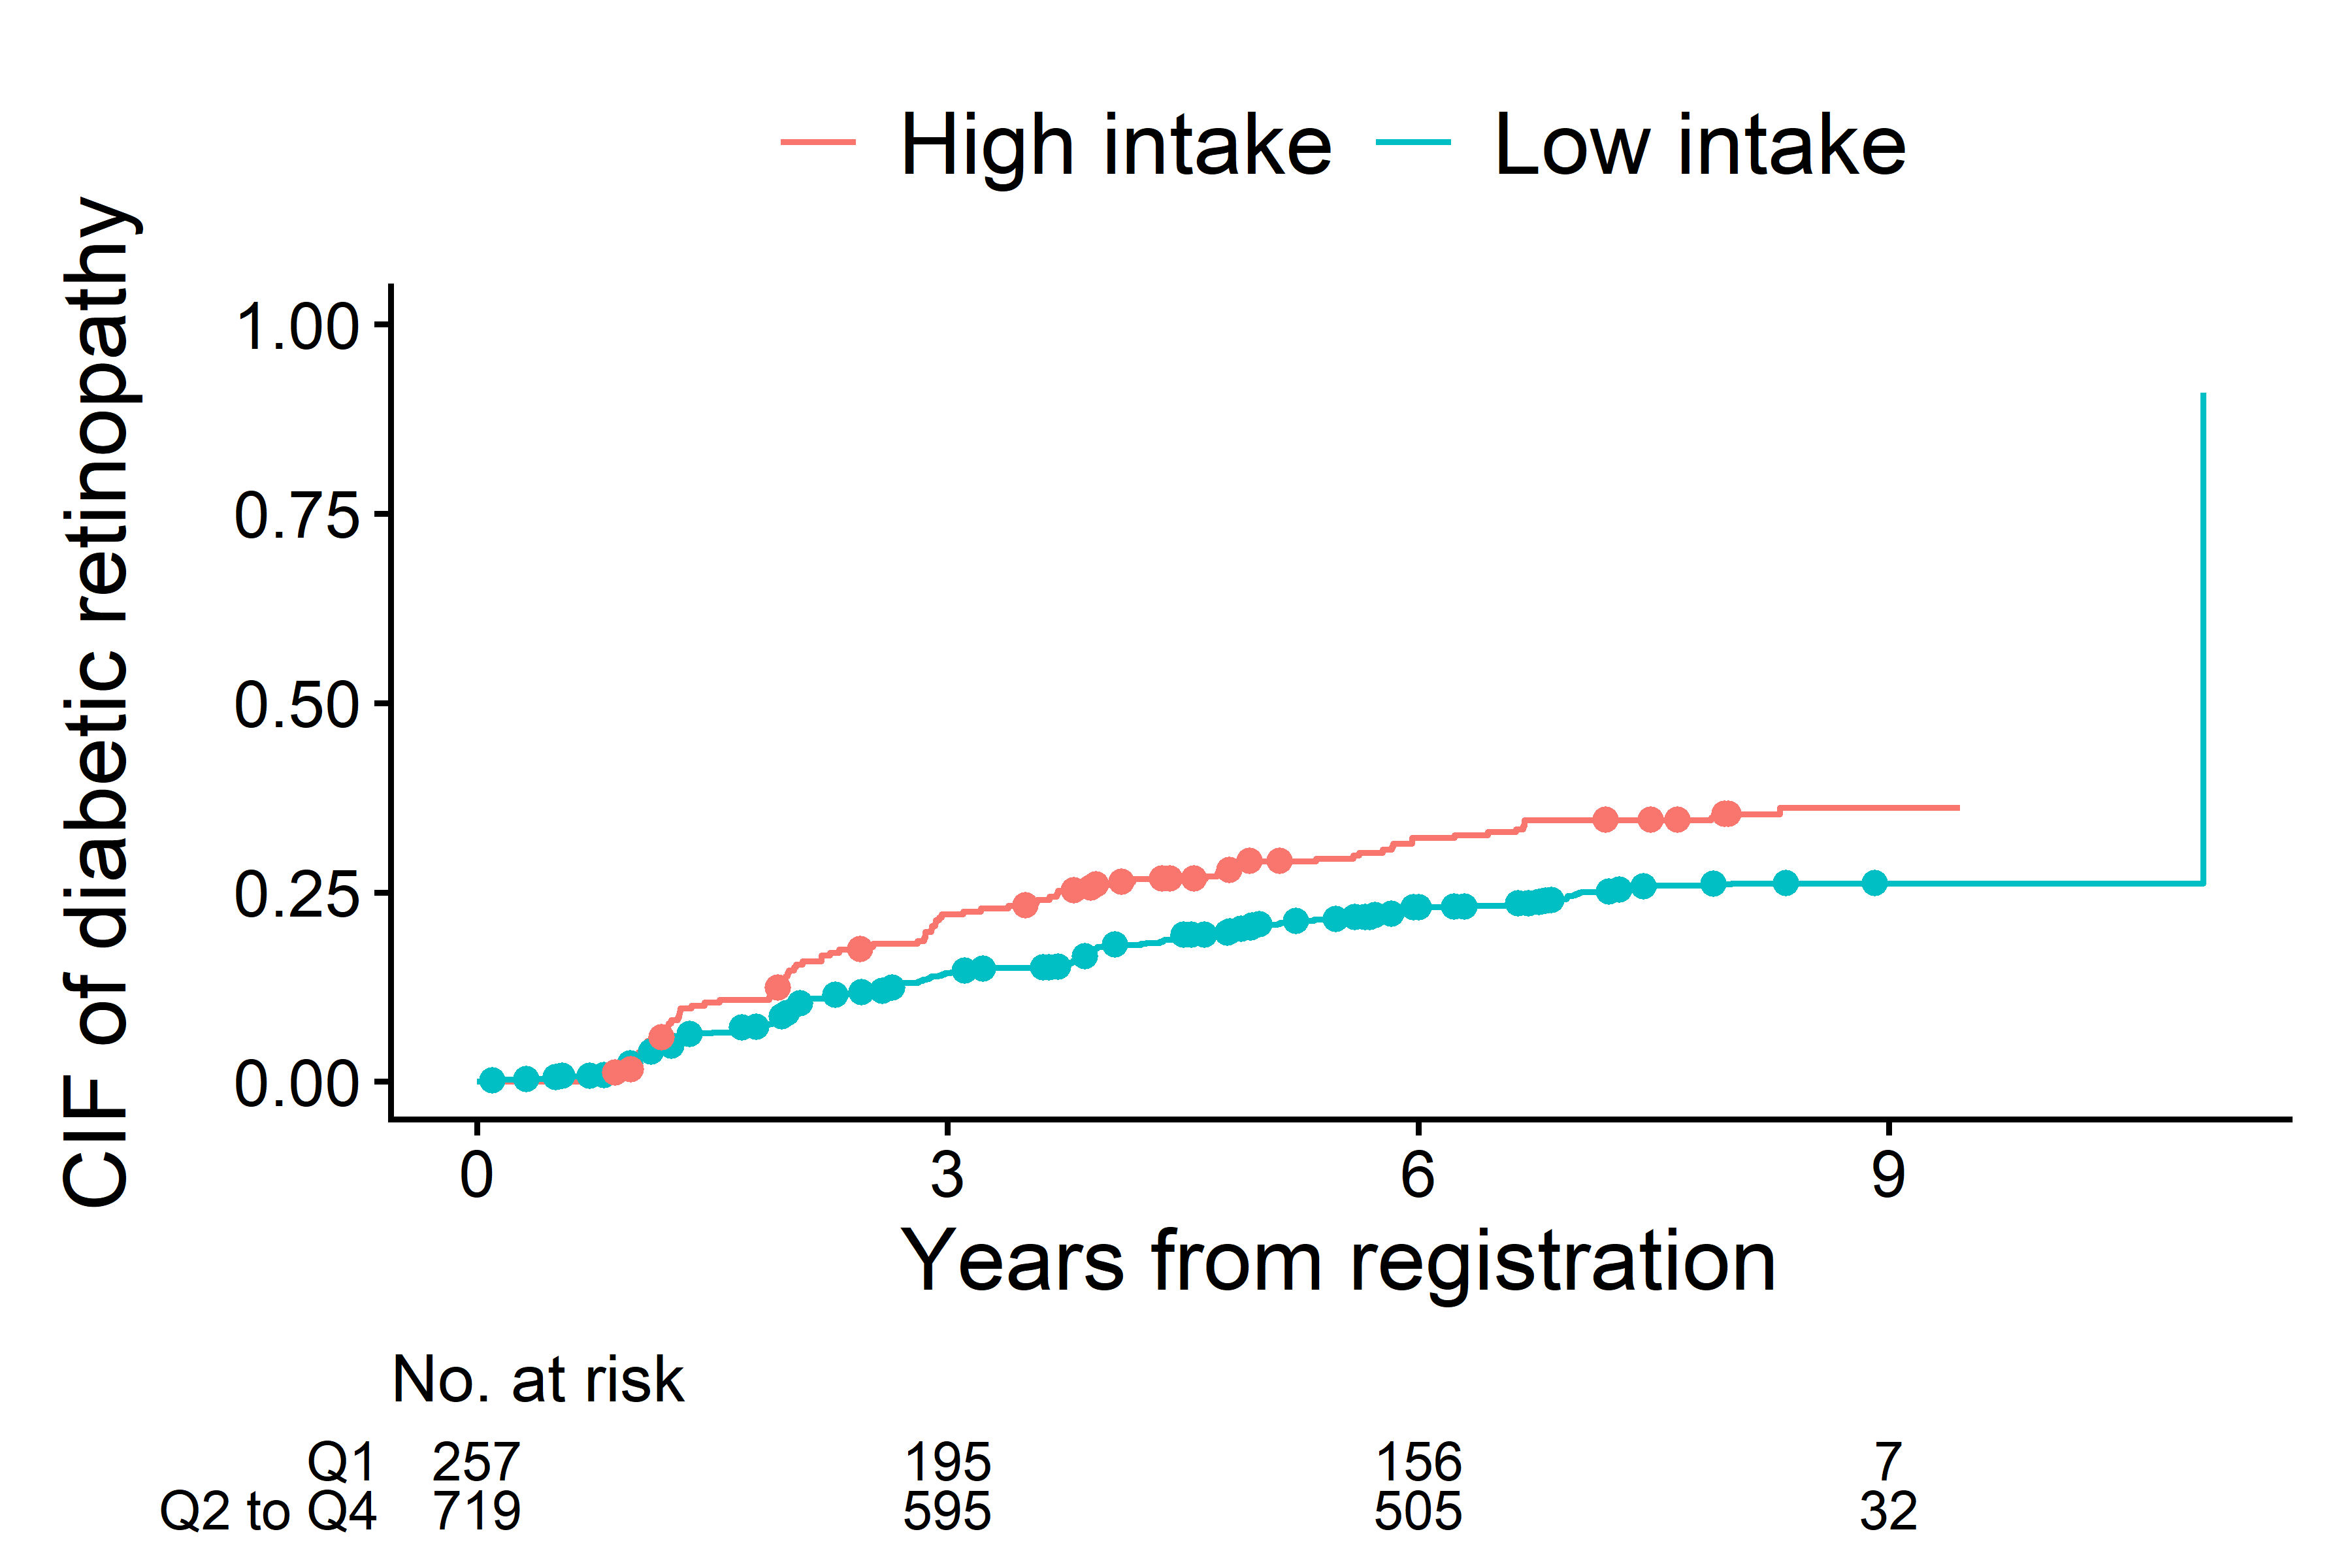 High intake Low intake
CIF of diabetic retinopathy
1.00
0.75
0.50
0.25
0.00
0 3 6 9
Years from registration
No. at risk
Q1 257 195 156 7
Q2 to Q4 719 595 505 32